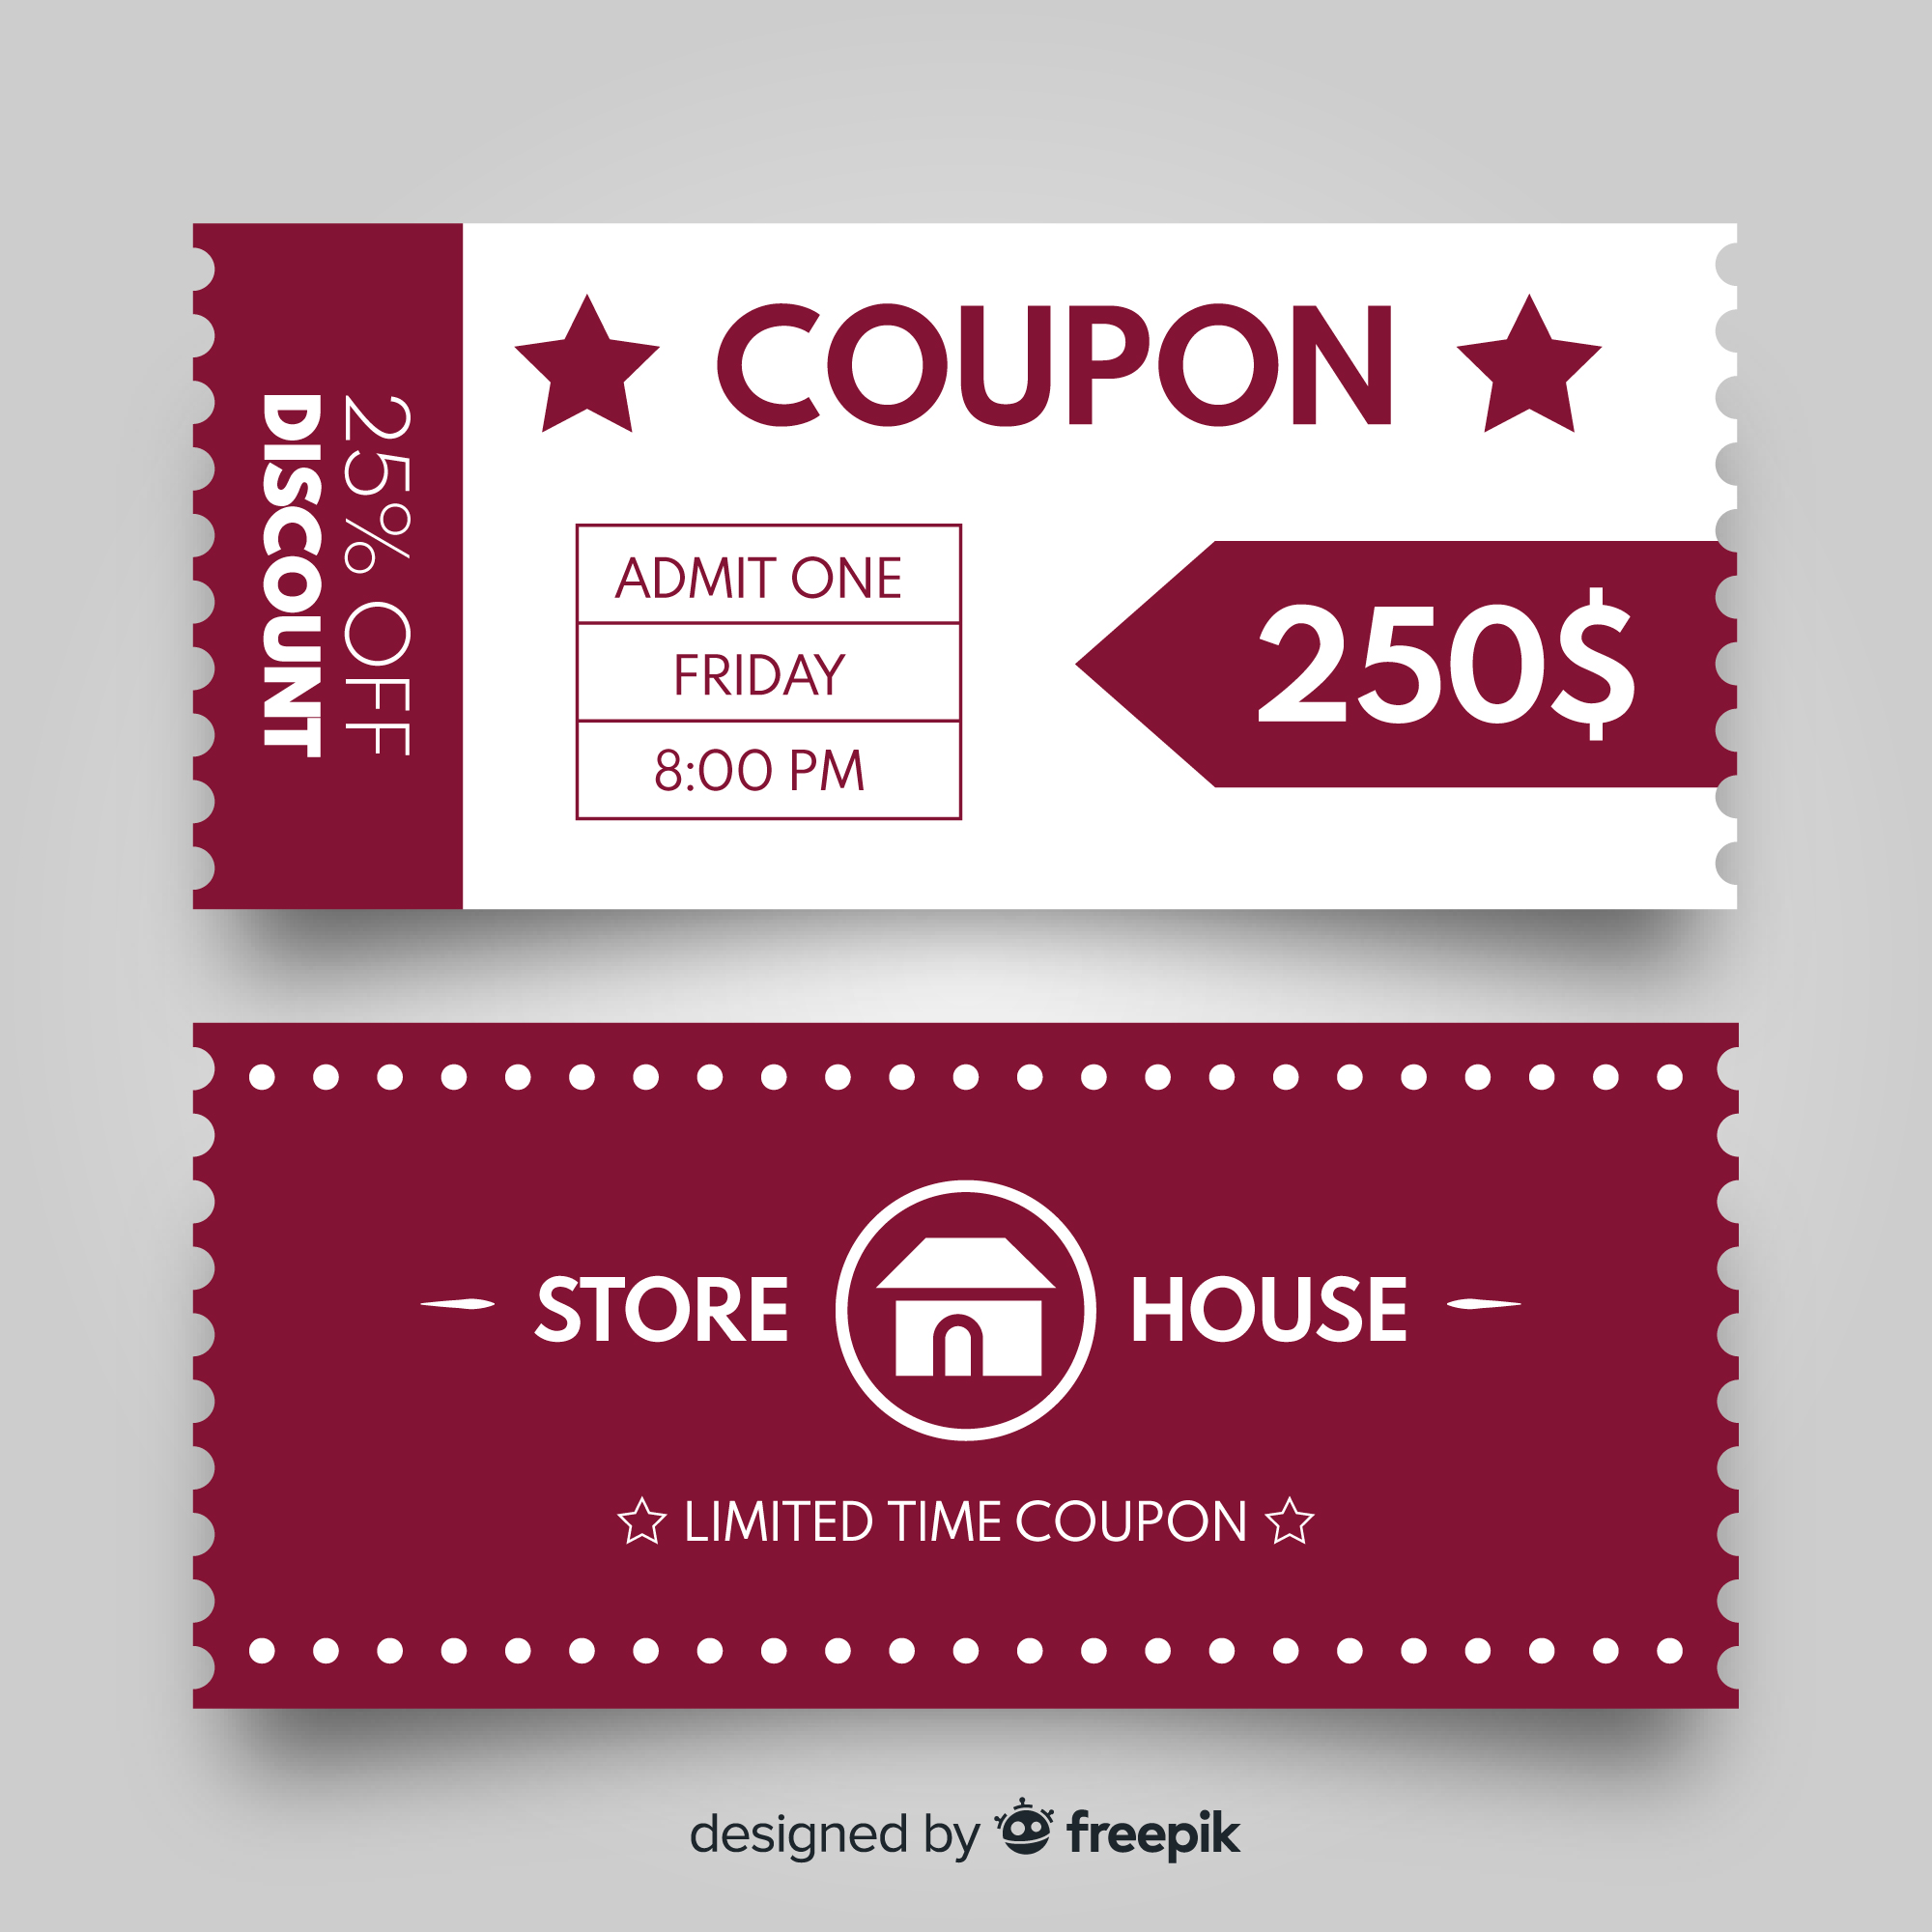 25% OFF
DISCOUNT
COUPON
ADMIT ONE
FRIDAY
8:00 PM
250$
STORE HOUSE
LIMITED TIME COUPON
designed by freepik